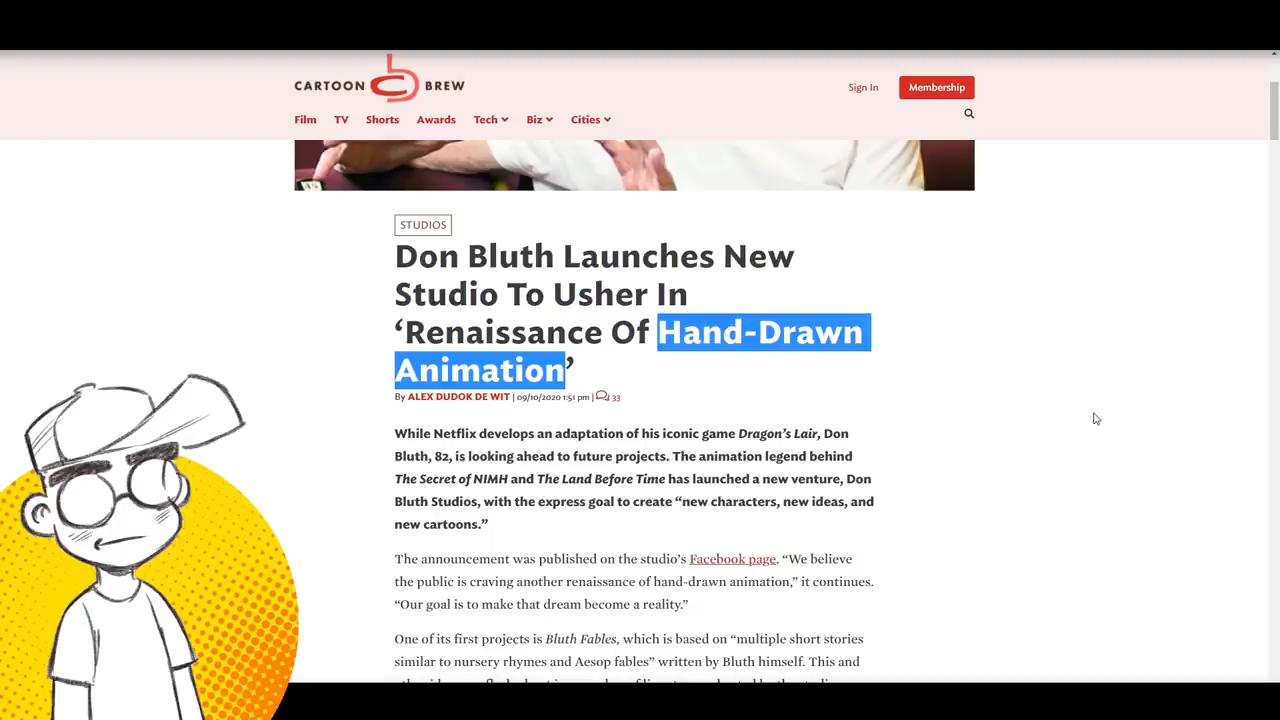 CARTOON BREW
Sign In
Membership
Film TV Shorts Awards Tech Biz Cities
STUDIOS
Don Bluth Launches New
Studio To Usher In
‘Renaissance Of Hand-Drawn
Animation’
By ALEX DUDOK DE WIT | 09/10/2020 1:51 pm | 33
While Netflix develops an adaptation of his iconic game Dragon’s Lair, Don
Bluth, 82, is looking ahead to future projects. The animation legend behind
The Secret of NIMH and The Land Before Time has launched a new venture, Don
Bluth Studios, with the express goal to create “new characters, new ideas, and
new cartoons.”
The announcement was published on the studio’s Facebook page. “We believe
the public is craving another renaissance of hand-drawn animation,” it continues.
“Our goal is to make that dream become a reality.”
One of its first projects is Bluth Fables, which is based on “multiple short stories
similar to nursery rhymes and Aesop fables” written by Bluth himself. This and